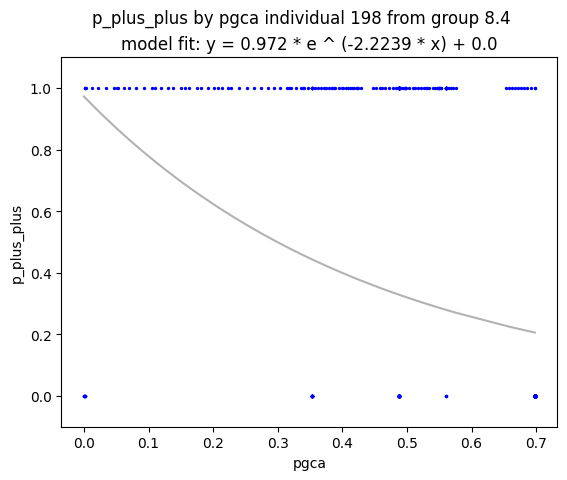 p_plus_plus by pgca individual 198 from group 8.4
model fit: y = 0.972 * e ^ (-2.2239 * x) + 0.0
1.0
0.8
0.6
0.4
0.2
0.0
p_plus_plus
0.0 0.1 0.2 0.3 0.4 0.5 0.6 0.7
pgca